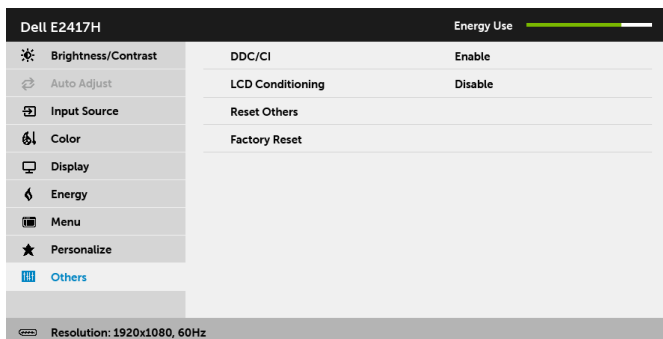 Dell E2417H Energy Use
Brightness/Contrast DDC/CI Enable
Auto Adjust LCD Conditioning Disable
Input Source Reset Others
Color Factory Reset
Display
Energy
Menu
Personalize
Others
Resolution: 1920x1080, 60Hz